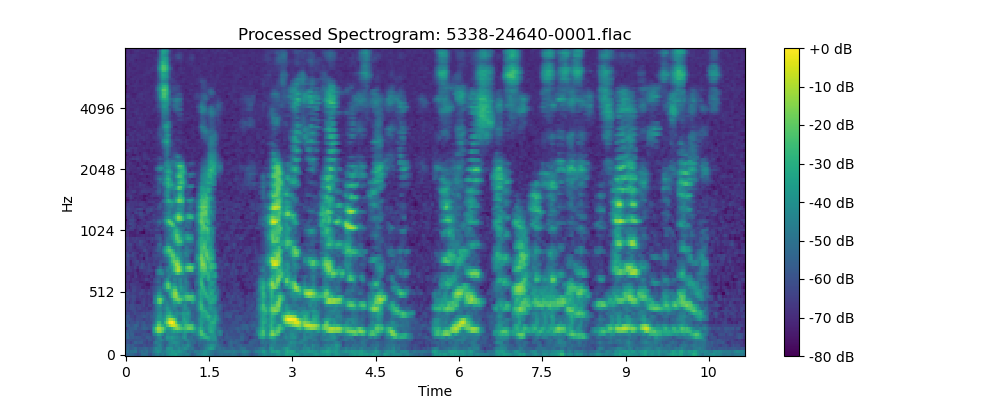 Processed Spectrogram: 5338-24640-0001.flac
Hz
4096
2048
1024
512
0
0 1.5 3 4.5 6 7.5 9 10
Time
+0 dB
-10 dB
-20 dB
-30 dB
-40 dB
-50 dB
-60 dB
-70 dB
-80 dB